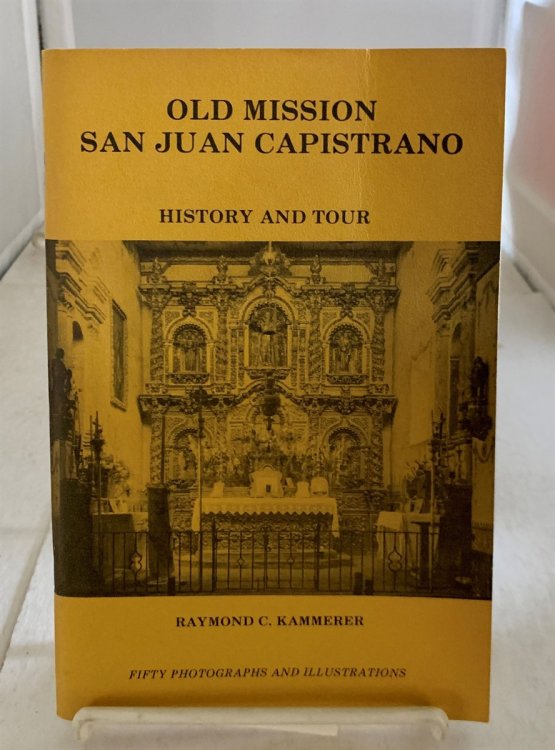 OLD MISSION
SAN JUAN CAPISTRANO
HISTORY AND TOUR
RAYMOND C. KAMMERER
FIFTY PHOTOGRAPHS AND ILLUSTRATIONS